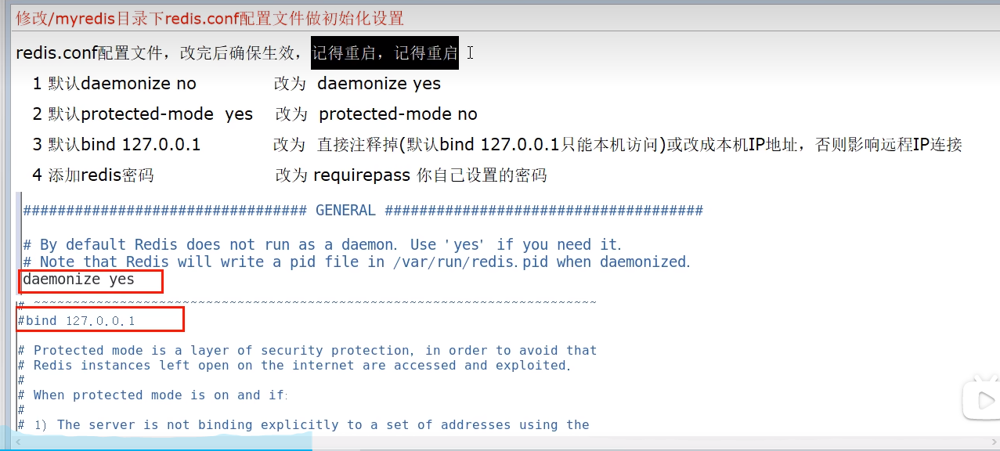 修改/myredis目录下redis.conf配置文件做初始化设置
redis.conf配置文件，改完后确保生效，记得重启，记得重启
1 默认daemonize no 改为 daemonize yes
2 默认protected-mode yes 改为 protected-mode no
3 默认bind 127.0.0.1 改为 直接注释掉(默认bind 127.0.0.1只能本机访问)或改成本机IP地址，否则影响远程IP连接
4 添加redis密码 改为 requirepass 你自己设置的密码
################################# GENERAL #####################################
# By default Redis does not run as a daemon. Use 'yes' if you need it.
# Note that Redis will write a pid file in /var/run/redis.pid when daemonized.
daemonize yes
# ~~~~~~~~~~~~~~~~~~~~~~~~~~~~~~~~~~~~~~~~~~~~~~~~~~~~~~~~~~~~~~~~~~~~~~~~
#bind 127.0.0.1
# Protected mode is a layer of security protection, in order to avoid that
# Redis instances left open on the internet are accessed and exploited.
#
# When protected mode is on and if:
#
# 1) The server is not binding explicitly to a set of addresses using the